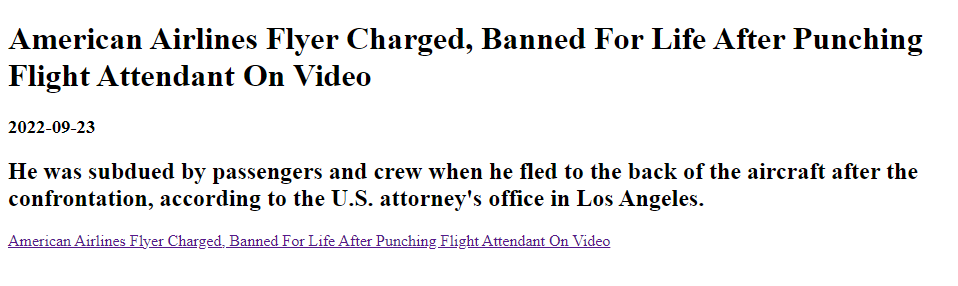 American Airlines Flyer Charged, Banned For Life After Punching
Flight Attendant On Video
2022-09-23
He was subdued by passengers and crew when he fled to the back of the aircraft after the
confrontation, according to the U.S. attorney's office in Los Angeles.
American Airlines Flyer Charged, Banned For Life After Punching Flight Attendant On Video